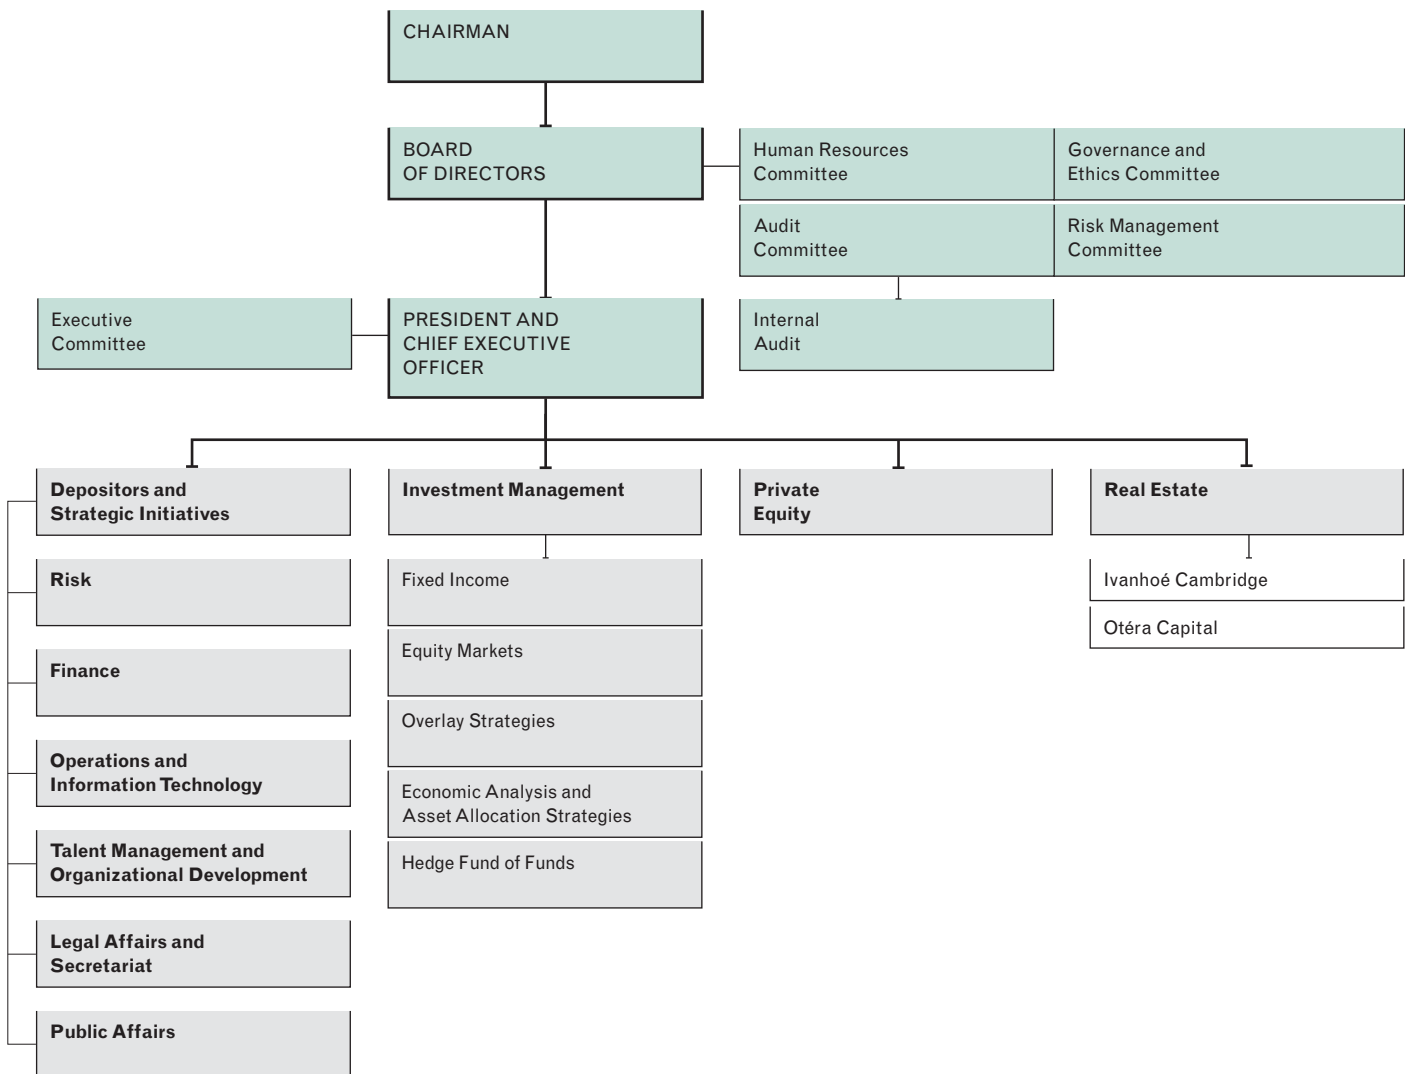 CHAIRMAN
BOARD
OF DIRECTORS
Human Resources
Committee
Governance and
Ethics Committee
Audit
Committee
Risk Management
Committee
Executive
Committee
PRESIDENT AND
CHIEF EXECUTIVE
OFFICER
Internal
Audit
Depositors and
Strategic Initiatives
Risk
Finance
Operations and
Information Technology
Talent Management and
Organizational Development
Legal Affairs and
Secretariat
Public Affairs
Investment Management
Fixed Income
Equity Markets
Overlay Strategies
Economic Analysis and
Asset Allocation Strategies
Hedge Fund of Funds
Private
Equity
Real Estate
Ivanhoé Cambridge
Otéra Capital